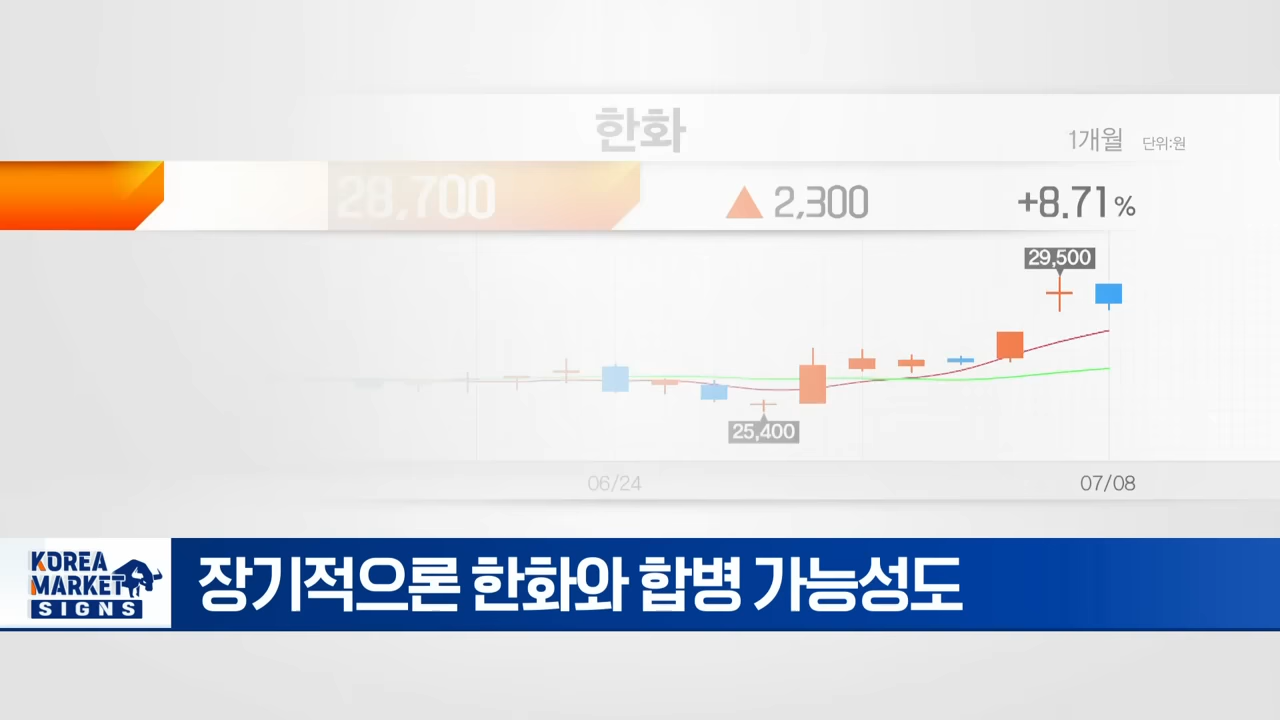 한화
1개월 단위:원
28,700 ▲ 2,300 +8.71%
29,500
25,400
06/24 07/08
KOREA
MARKET
SIGNS
장기적으론 한화와 합병 가능성도